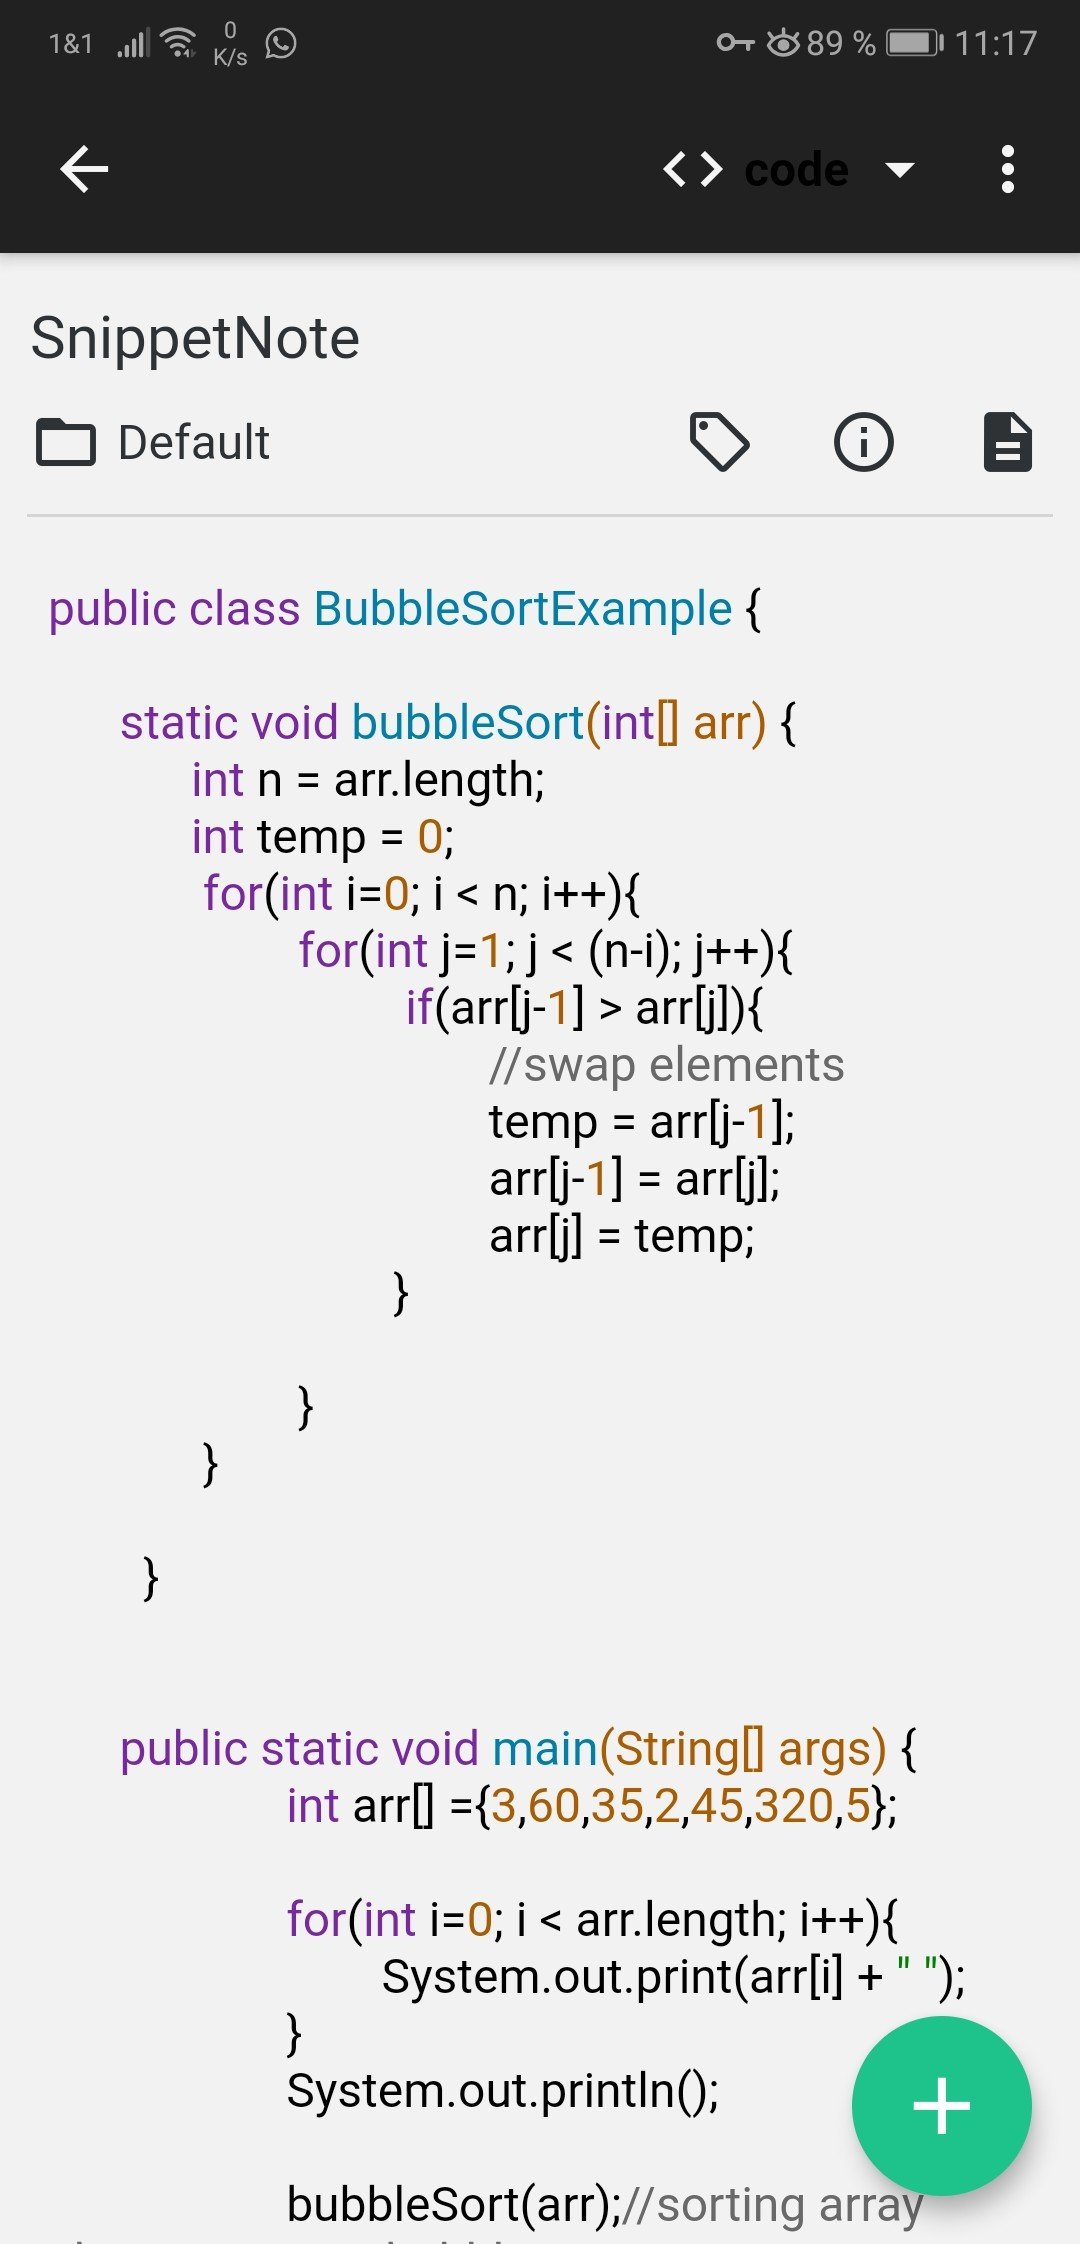 1&1 0 K/s 89 % 11:17
<> code
SnippetNote
Default
public class BubbleSortExample {
static void bubbleSort(int[] arr) {
int n = arr.length;
int temp = 0;
for(int i=0; i < n; i++){
for(int j=1; j < (n-i); j++){
if(arr[j-1] > arr[j]){
//swap elements
temp = arr[j-1];
arr[j-1] = arr[j];
arr[j] = temp;
}
}
}
}
public static void main(String[] args) {
int arr[] ={3,60,35,2,45,320,5};
for(int i=0; i < arr.length; i++){
System.out.print(arr[i] + " ");
}
System.out.println();
bubbleSort(arr);//sorting array